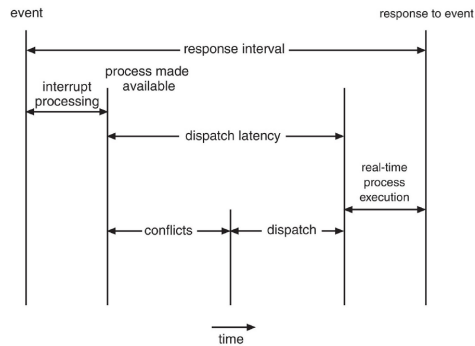 event
response to event
response interval
process made
available
interrupt
processing
dispatch latency
real-time
process
execution
conflicts
dispatch
time